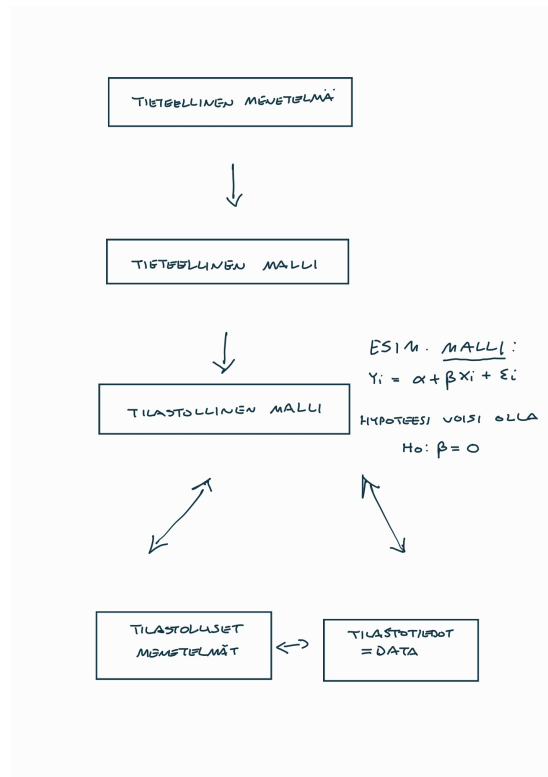 TIETEELLINEN MENETELMÄ
TIETEELLINEN MALLI
ESIM. MALLI:
Yi = α + βXi + εi
TILASTOLLINEN MALLI
HYPOTEESI VOISI OLLA
H0: β = 0
TILASTOLLISET
MENETELMÄT
TILASTOTIEDOT
= DATA